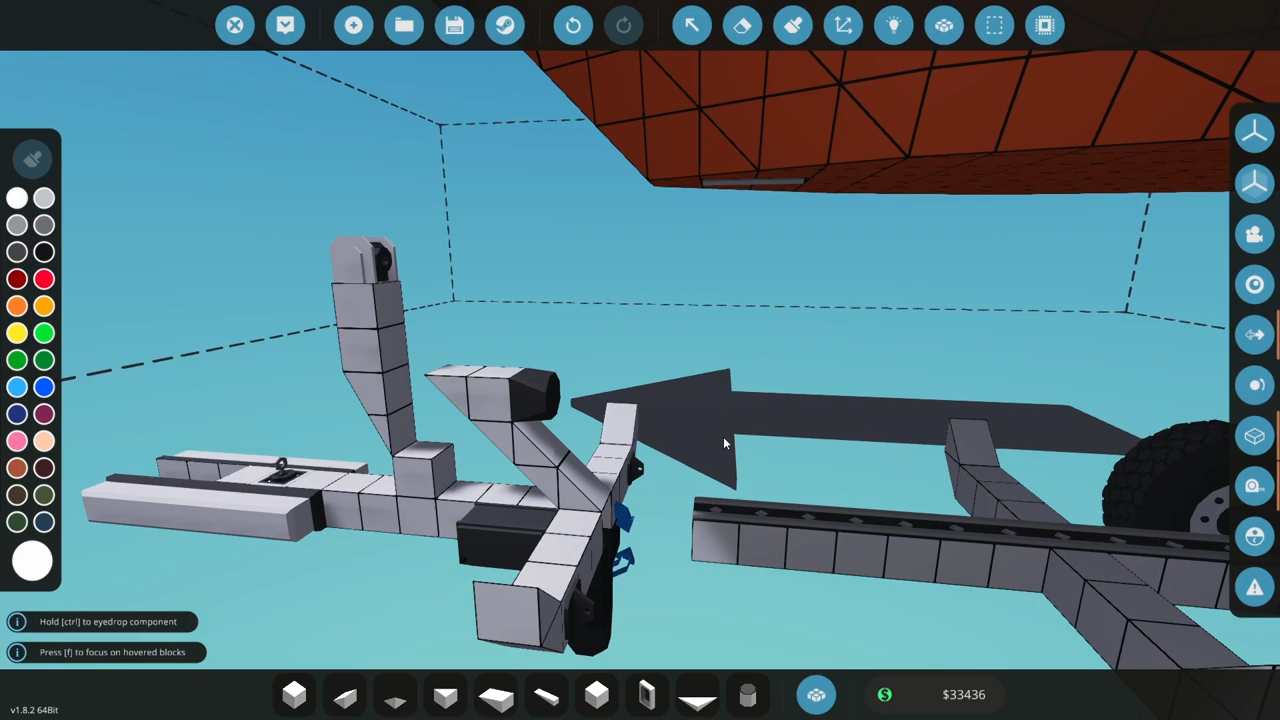 Hold [ctrl] to eyedrop component
Press [f] to focus on hovered blocks
$33436
v1.8.2 64Bit